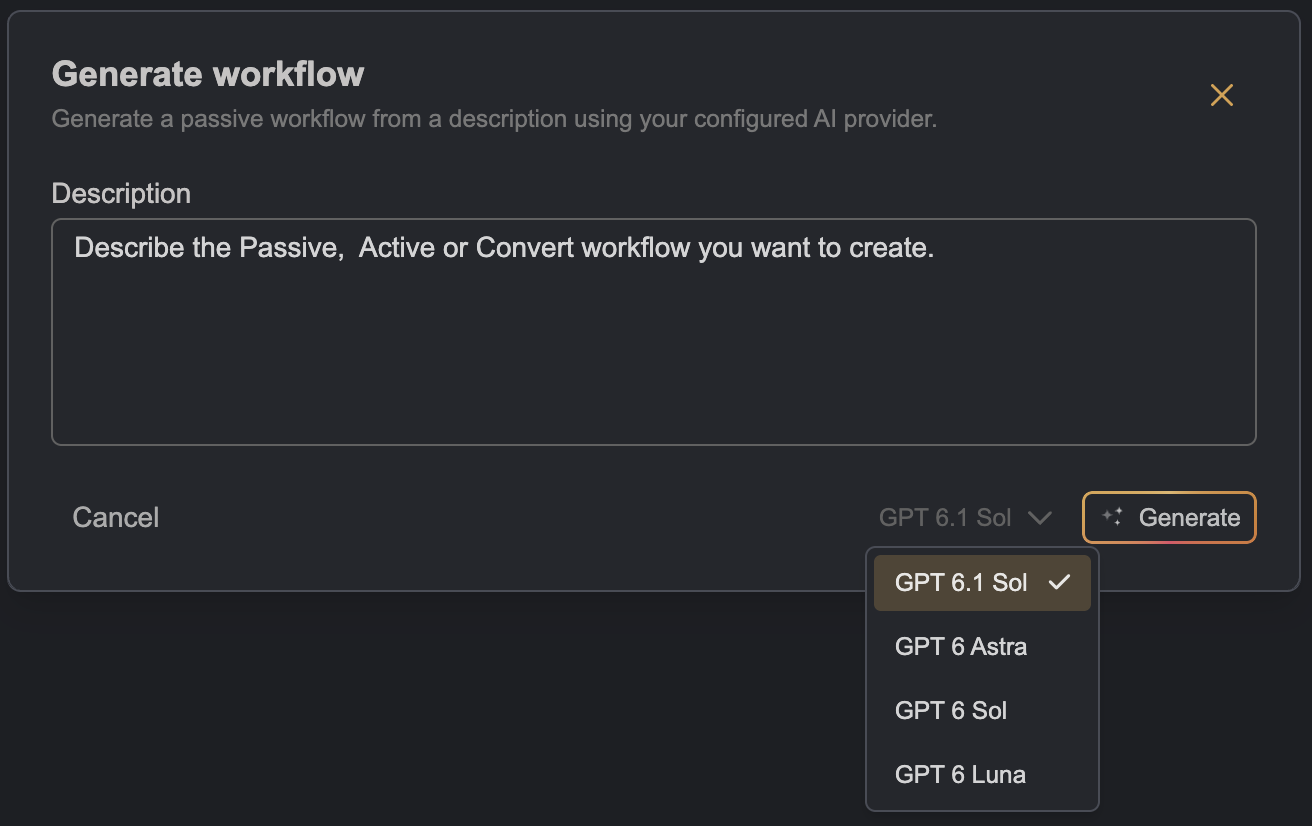 Generate workflow
Generate a passive workflow from a description using your configured AI provider.
Description
Describe the Passive,  Active or Convert workflow you want to create.
Cancel
GPT 6.1 Sol
Generate
GPT 6.1 Sol
GPT 6 Astra
GPT 6 Sol
GPT 6 Luna